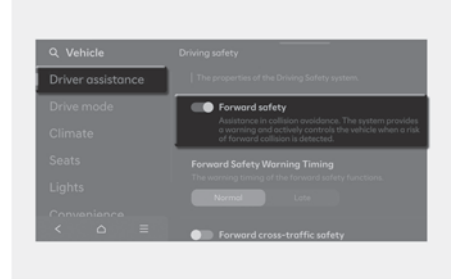 Vehicle
Driver assistance
Drive mode
Climate
Seats
Lights
Convenience
Driving safety
The properties of the Driving Safety system.
Forward safety
Assistance in collision avoidance. The system provides
a warning and actively controls the vehicle when a risk
of forward collision is detected.
Forward Safety Warning Timing
The warning timing of the forward safety functions.
Normal
Late
Forward cross-traffic safety